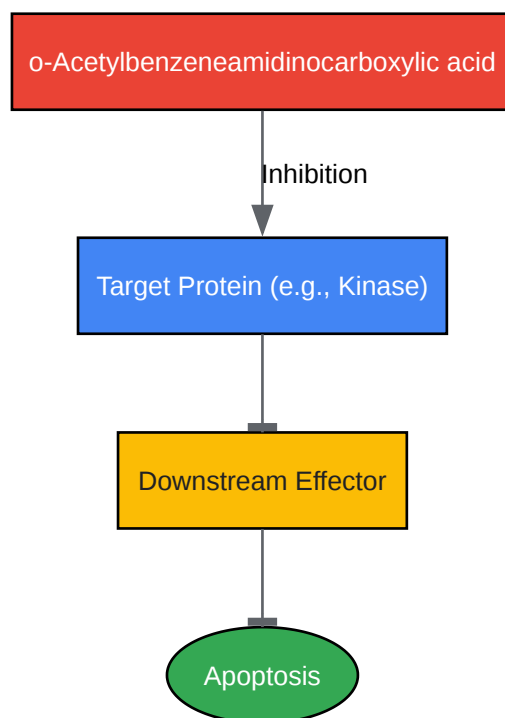 o-Acetylbenzeneamidinocarboxylic acid
Inhibition
Target Protein (e.g., Kinase)
Downstream Effector
Apoptosis